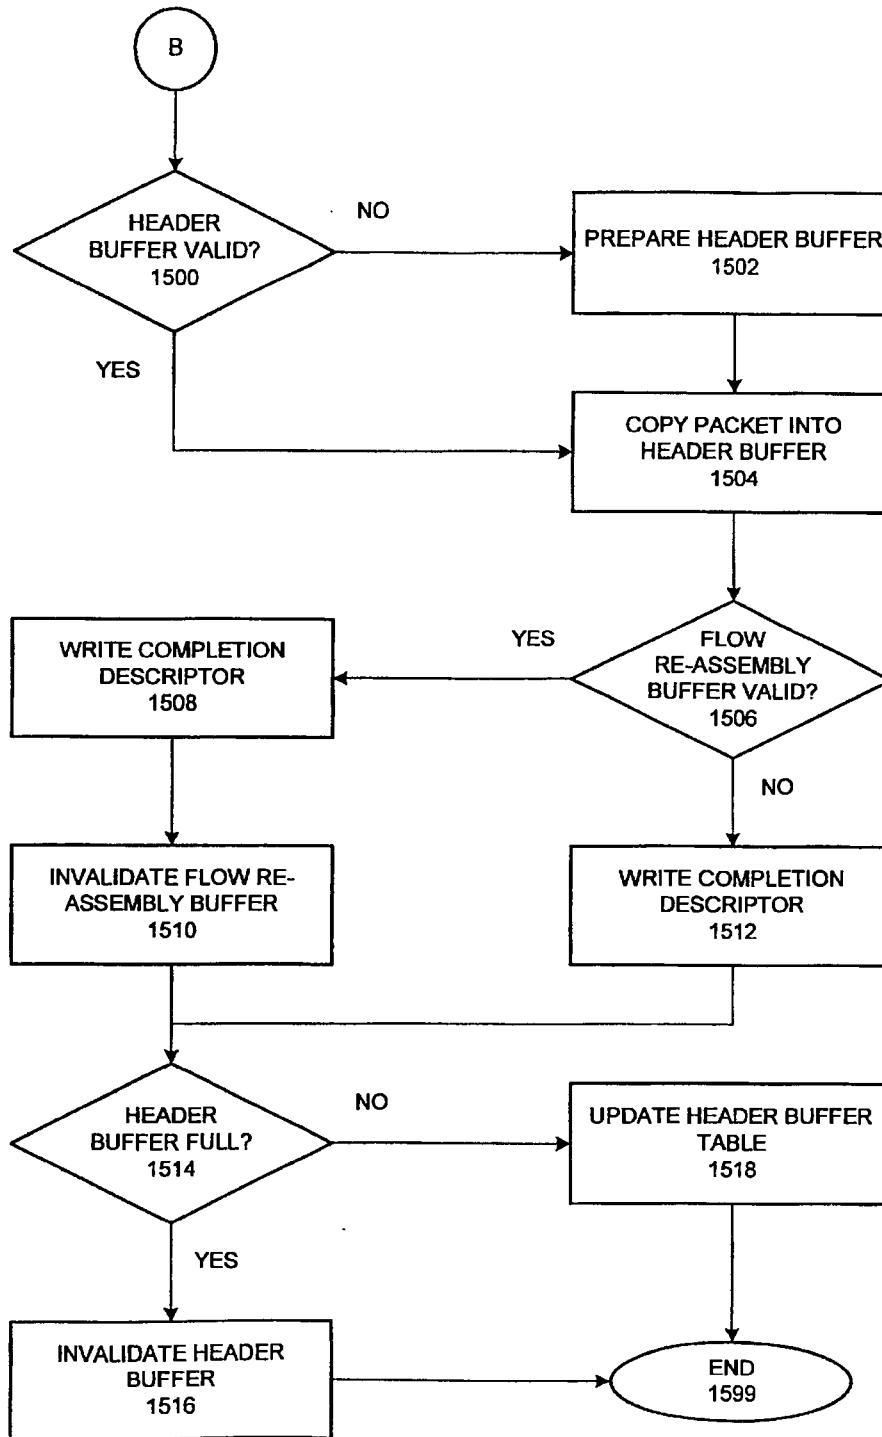 B
HEADER
BUFFER VALID?
1500
NO
PREPARE HEADER BUFFER
1502
YES
COPY PACKET INTO
HEADER BUFFER
1504
FLOW
RE-ASSEMBLY
BUFFER VALID?
1506
YES
WRITE COMPLETION
DESCRIPTOR
1508
NO
INVALIDATE FLOW RE-
ASSEMBLY BUFFER
1510
WRITE COMPLETION
DESCRIPTOR
1512
HEADER
BUFFER FULL?
1514
NO
UPDATE HEADER BUFFER
TABLE
1518
YES
INVALIDATE HEADER
BUFFER
1516
END
1599